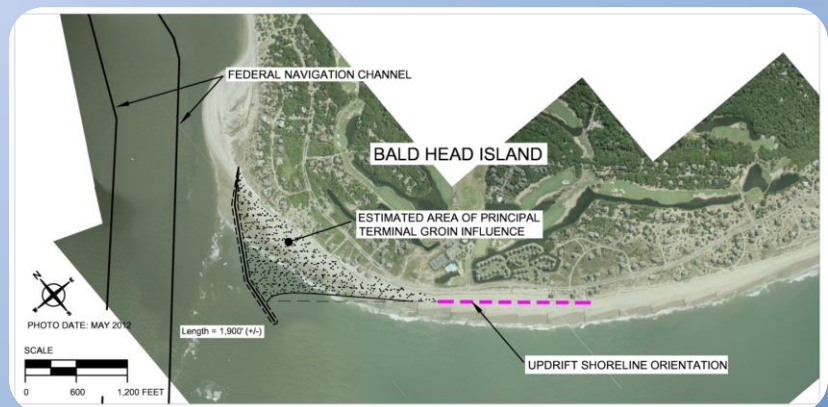 FEDERAL NAVIGATION CHANNEL
BALD HEAD ISLAND
ESTIMATED AREA OF PRINCIPAL
TERMINAL GROIN INFLUENCE
N
PHOTO DATE: MAY 2012
Length = 1,900' (+/-)
SCALE
0 600 1,200 FEET
UPDRIFT SHORELINE ORIENTATION